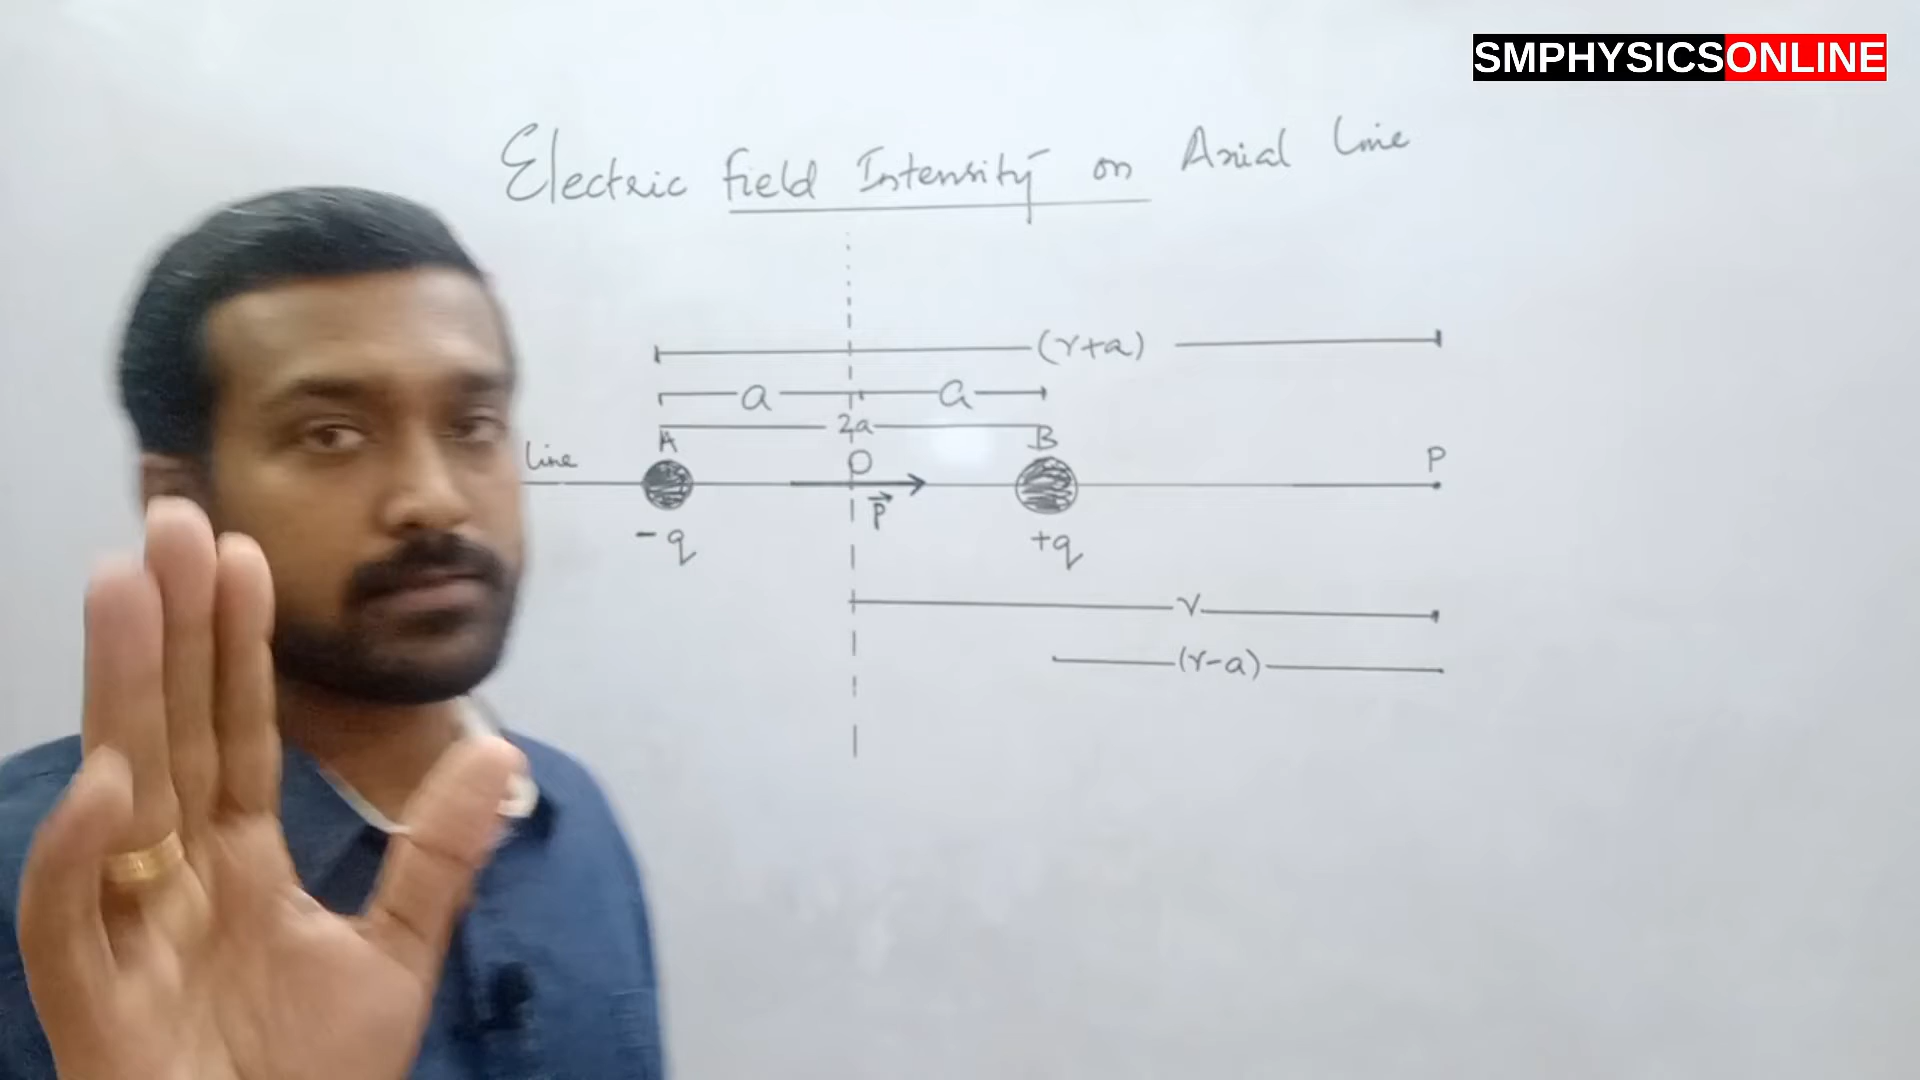 SMPHYSICSONLINE
Electric field Intensity on Axial line
(r+a)
a a
2a
line A O B P
P
-q +q
r
(r-a)